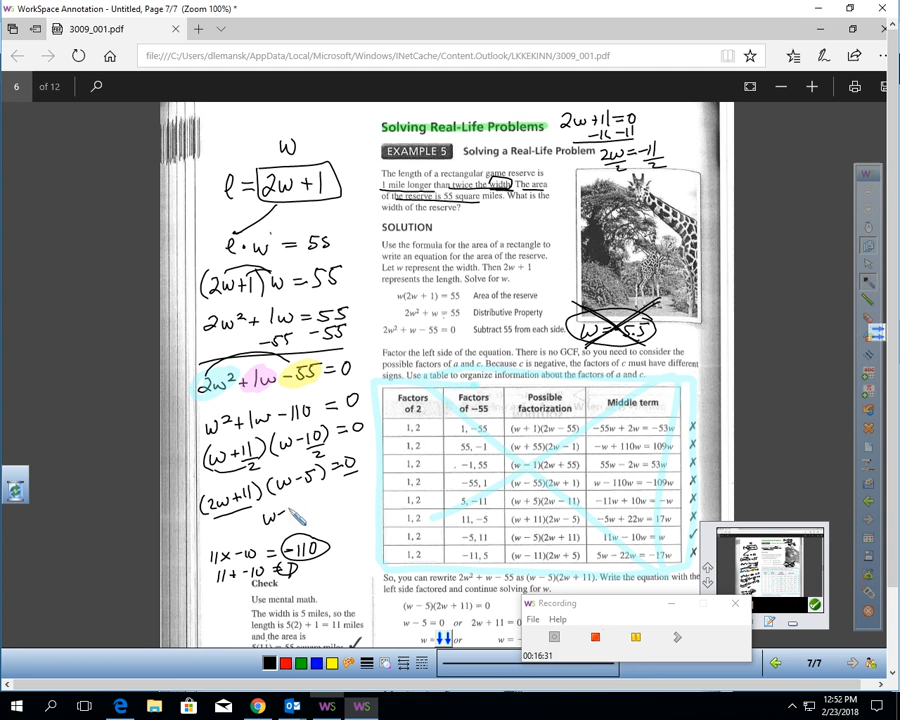 WorkSpace Annotation - Untitled, Page 7/7 (Zoom 100%) *
3009_001.pdf
file:///C:/Users/dlemansk/AppData/Local/Microsoft/Windows/INetCache/Content.Outlook/LKKEKINN/3009_001.pdf
6 of 12
w
l = 2w + 1
l · w = 55
(2w+1)w = 55
2w² + 1w = 55
-55 -55
2w² + 1w - 55 = 0
w² + 1w - 110 = 0
(w + 11/2)(w - 10/2) = 0
(2w+11)(w-5) = 0
w -
11 x -10 = -110
11 + -10 = 1
Check
Use mental math.
The width is 5 miles, so the
length is 5(2) + 1 = 11 miles
and the area is
5(11) = 55 square miles. ✓
Solving Real-Life Problems
2w + 11 = 0
-11 -11
2w/2 = -11/2
EXAMPLE 5 Solving a Real-Life Problem
The length of a rectangular game reserve is
1 mile longer than twice the width. The area
of the reserve is 55 square miles. What is the
width of the reserve?
SOLUTION
Use the formula for the area of a rectangle to
write an equation for the area of the reserve.
Let w represent the width. Then 2w + 1
represents the length. Solve for w.
w(2w + 1) = 55 Area of the reserve
2w² + w = 55 Distributive Property
2w² + w − 55 = 0 Subtract 55 from each side.
w = -5.5
Factor the left side of the equation. There is no GCF, so you need to consider the
possible factors of a and c. Because c is negative, the factors of c must have different
signs. Use a table to organize information about the factors of a and c.
Factors of 2 Factors of −55 Possible factorization Middle term
1, 2 1, −55 (w + 1)(2w − 55) −55w + 2w = −53w ✗
1, 2 55, −1 (w + 55)(2w − 1) −w + 110w = 109w ✗
1, 2 −1, 55 (w − 1)(2w + 55) 55w − 2w = 53w ✗
1, 2 −55, 1 (w − 55)(2w + 1) w − 110w = −109w ✗
1, 2 5, −11 (w + 5)(2w − 11) −11w + 10w = −w ✗
1, 2 11, −5 (w + 11)(2w − 5) −5w + 22w = 17w ✗
1, 2 −5, 11 (w − 5)(2w + 11) 11w − 10w = w ✓
1, 2 −11, 5 (w − 11)(2w + 5) 5w − 22w = −17w ✗
So, you can rewrite 2w² + w − 55 as (w − 5)(2w + 11). Write the equation with the
left side factored and continue solving for w.
(w − 5)(2w + 11) = 0
w − 5 = 0 or 2w + 11 = 0
w = or w = −
WS Recording
File Help
00:16:31
7/7
12:52 PM
2/23/2018